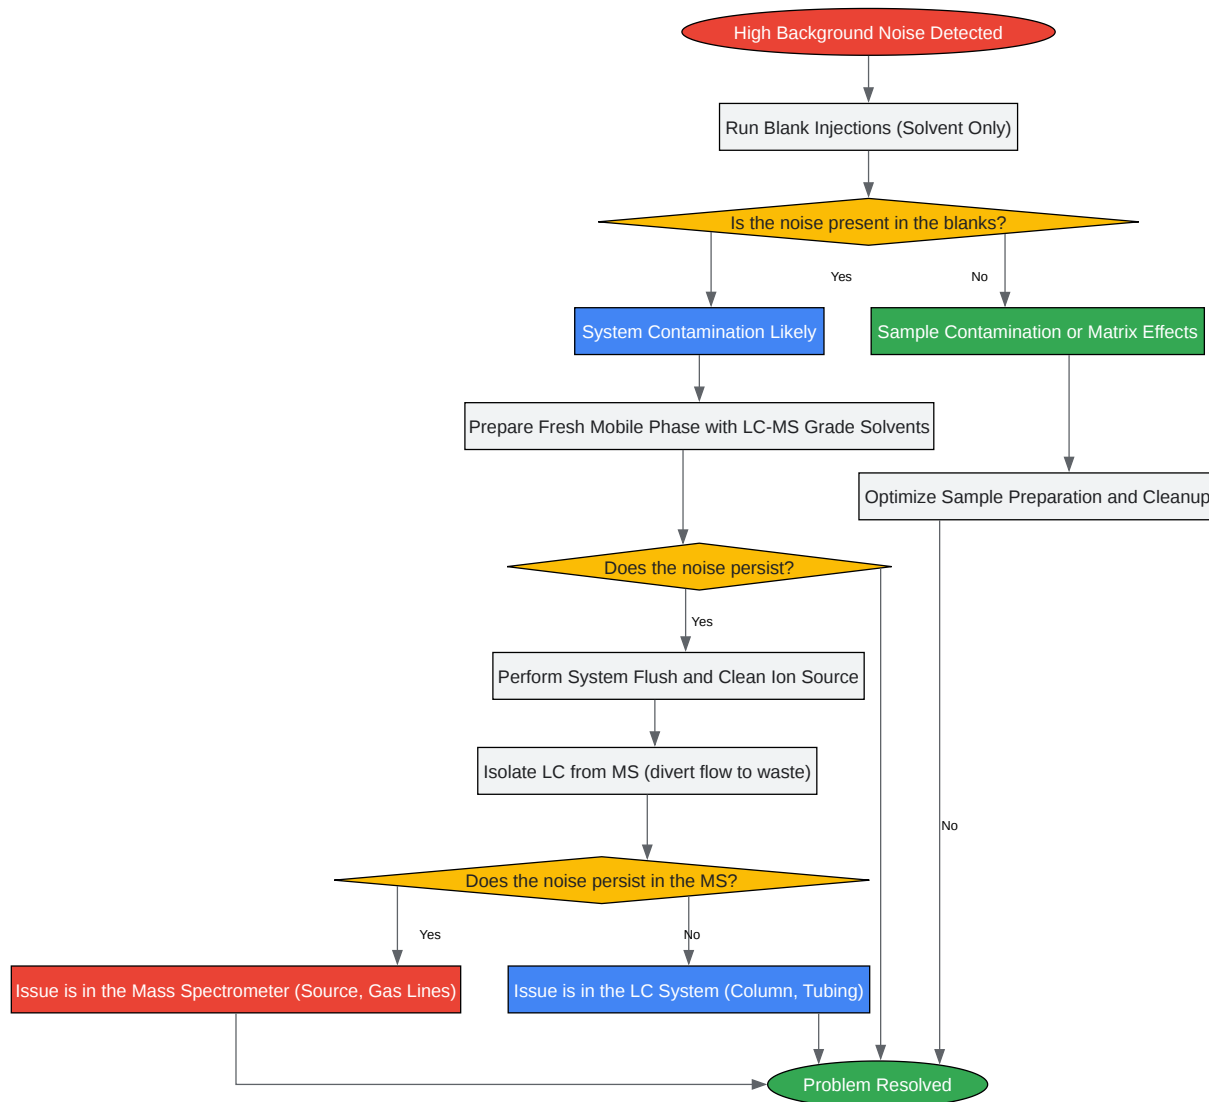 High Background Noise Detected
Run Blank Injections (Solvent Only)
Is the noise present in the blanks?
Yes
No
System Contamination Likely
Sample Contamination or Matrix Effects
Prepare Fresh Mobile Phase with LC-MS Grade Solvents
Optimize Sample Preparation and Cleanup
Does the noise persist?
Yes
Perform System Flush and Clean Ion Source
Isolate LC from MS (divert flow to waste)
No
Does the noise persist in the MS?
Yes
No
Issue is in the Mass Spectrometer (Source, Gas Lines)
Issue is in the LC System (Column, Tubing)
Problem Resolved